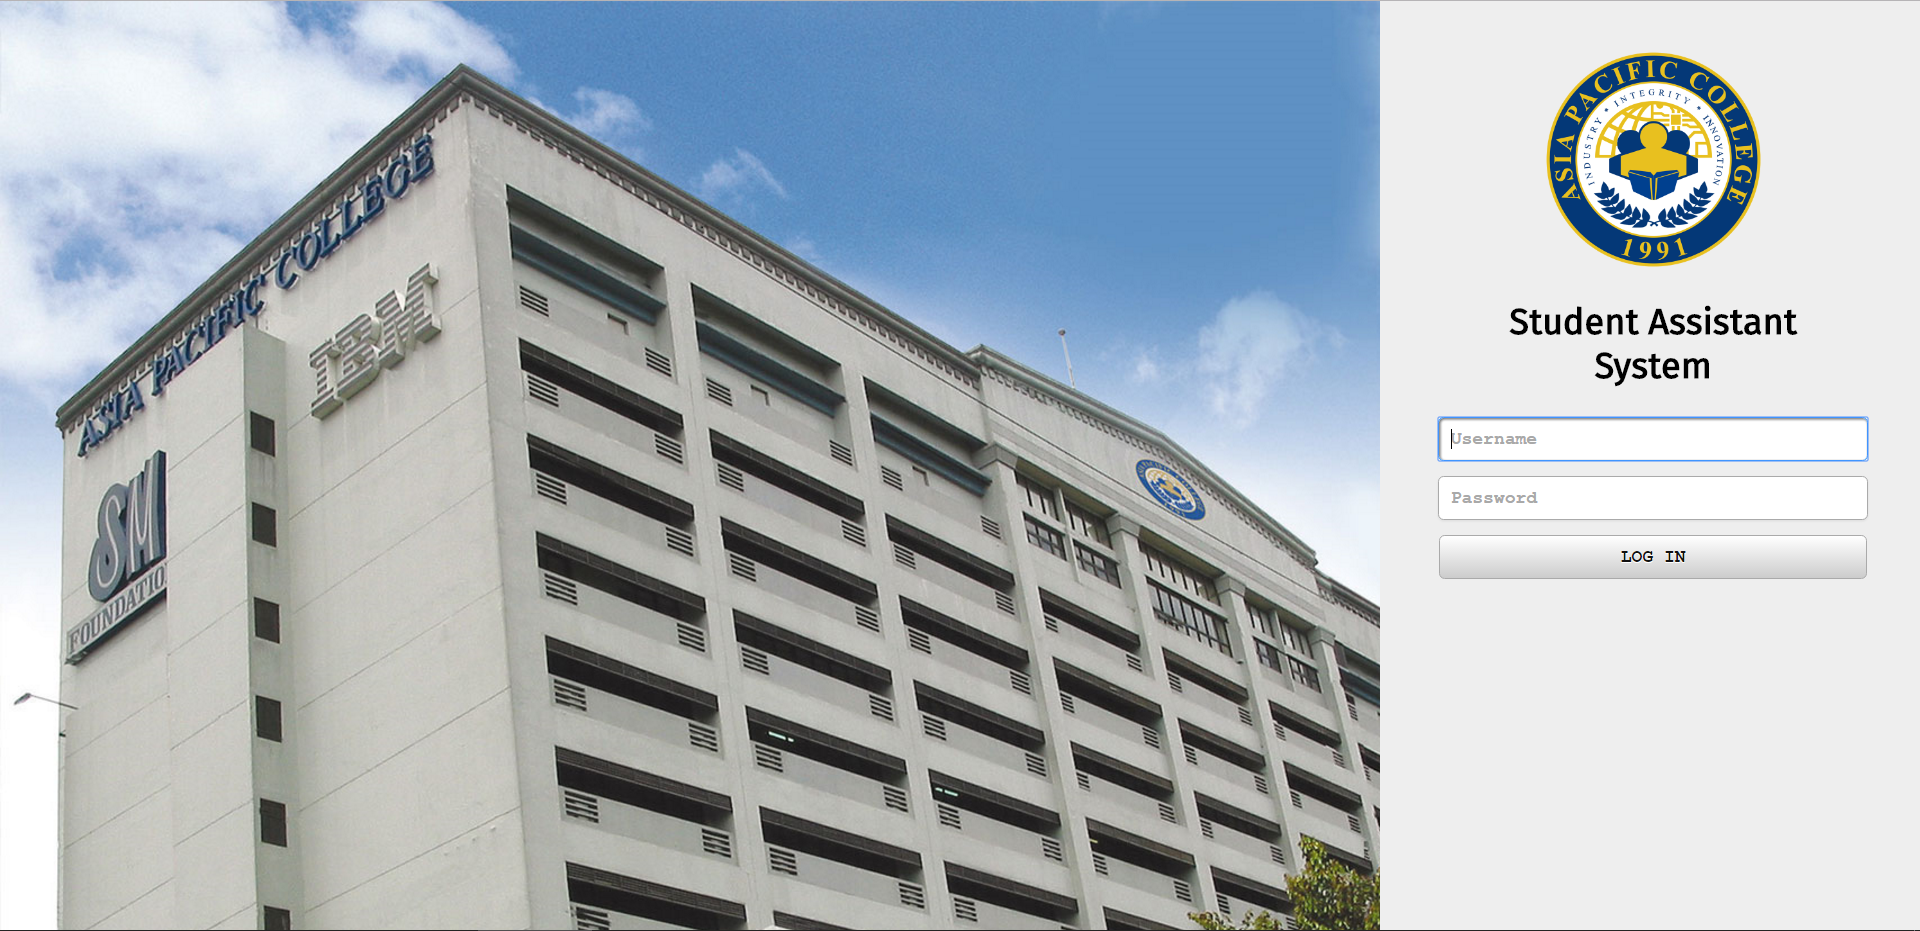 ASIA PACIFIC COLLEGE
IBM
SM
FOUNDATIO
ASIA PACIFIC COLLEGE
INDUSTRY * INTEGRITY * INNOVATION
1991
Student Assistant
System
Username
Password
LOG IN